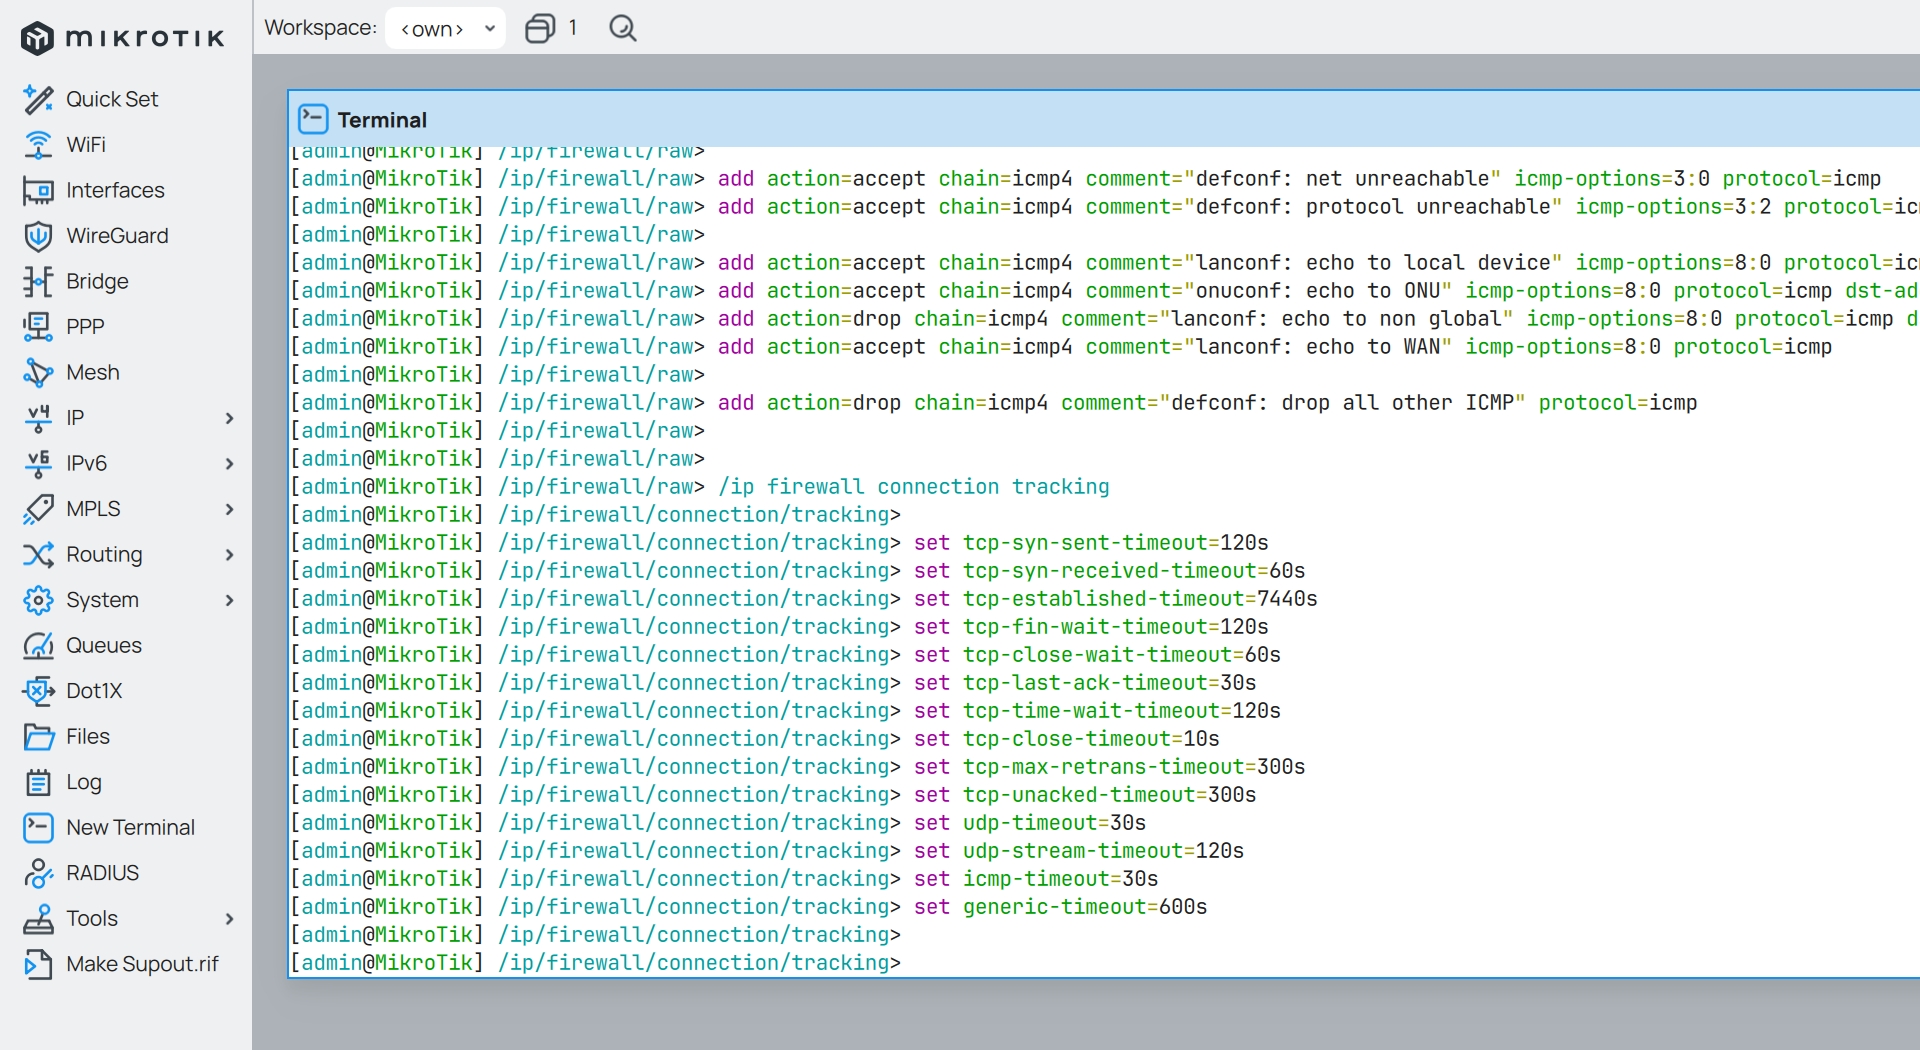 mikroTik
Workspace: <own> 1
Quick Set
WiFi
Interfaces
WireGuard
Bridge
PPP
Mesh
IP
IPv6
MPLS
Routing
System
Queues
Dot1X
Files
Log
New Terminal
RADIUS
Tools
Make Supout.rif
Terminal
[admin@MikroTik] /ip/firewall/raw>
[admin@MikroTik] /ip/firewall/raw> add action=accept chain=icmp4 comment="defconf: net unreachable" icmp-options=3:0 protocol=icmp
[admin@MikroTik] /ip/firewall/raw> add action=accept chain=icmp4 comment="defconf: protocol unreachable" icmp-options=3:2 protocol=ic
[admin@MikroTik] /ip/firewall/raw>
[admin@MikroTik] /ip/firewall/raw> add action=accept chain=icmp4 comment="lanconf: echo to local device" icmp-options=8:0 protocol=ic
[admin@MikroTik] /ip/firewall/raw> add action=accept chain=icmp4 comment="onuconf: echo to ONU" icmp-options=8:0 protocol=icmp dst-ad
[admin@MikroTik] /ip/firewall/raw> add action=drop chain=icmp4 comment="lanconf: echo to non global" icmp-options=8:0 protocol=icmp d
[admin@MikroTik] /ip/firewall/raw> add action=accept chain=icmp4 comment="lanconf: echo to WAN" icmp-options=8:0 protocol=icmp
[admin@MikroTik] /ip/firewall/raw>
[admin@MikroTik] /ip/firewall/raw> add action=drop chain=icmp4 comment="defconf: drop all other ICMP" protocol=icmp
[admin@MikroTik] /ip/firewall/raw>
[admin@MikroTik] /ip/firewall/raw>
[admin@MikroTik] /ip/firewall/raw> /ip firewall connection tracking
[admin@MikroTik] /ip/firewall/connection/tracking>
[admin@MikroTik] /ip/firewall/connection/tracking> set tcp-syn-sent-timeout=120s
[admin@MikroTik] /ip/firewall/connection/tracking> set tcp-syn-received-timeout=60s
[admin@MikroTik] /ip/firewall/connection/tracking> set tcp-established-timeout=7440s
[admin@MikroTik] /ip/firewall/connection/tracking> set tcp-fin-wait-timeout=120s
[admin@MikroTik] /ip/firewall/connection/tracking> set tcp-close-wait-timeout=60s
[admin@MikroTik] /ip/firewall/connection/tracking> set tcp-last-ack-timeout=30s
[admin@MikroTik] /ip/firewall/connection/tracking> set tcp-time-wait-timeout=120s
[admin@MikroTik] /ip/firewall/connection/tracking> set tcp-close-timeout=10s
[admin@MikroTik] /ip/firewall/connection/tracking> set tcp-max-retrans-timeout=300s
[admin@MikroTik] /ip/firewall/connection/tracking> set tcp-unacked-timeout=300s
[admin@MikroTik] /ip/firewall/connection/tracking> set udp-timeout=30s
[admin@MikroTik] /ip/firewall/connection/tracking> set udp-stream-timeout=120s
[admin@MikroTik] /ip/firewall/connection/tracking> set icmp-timeout=30s
[admin@MikroTik] /ip/firewall/connection/tracking> set generic-timeout=600s
[admin@MikroTik] /ip/firewall/connection/tracking>
[admin@MikroTik] /ip/firewall/connection/tracking>